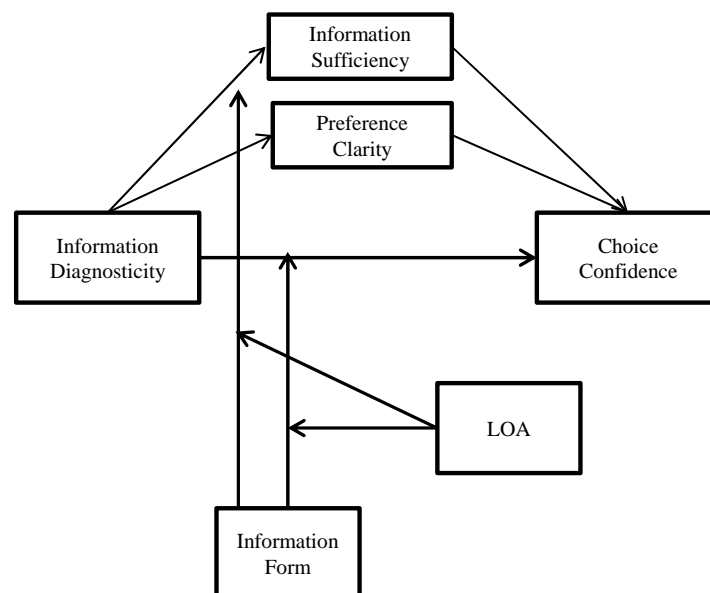 Information
Sufficiency
Preference
Clarity
Information
Diagnosticity
Choice
Confidence
LOA
Information
Form